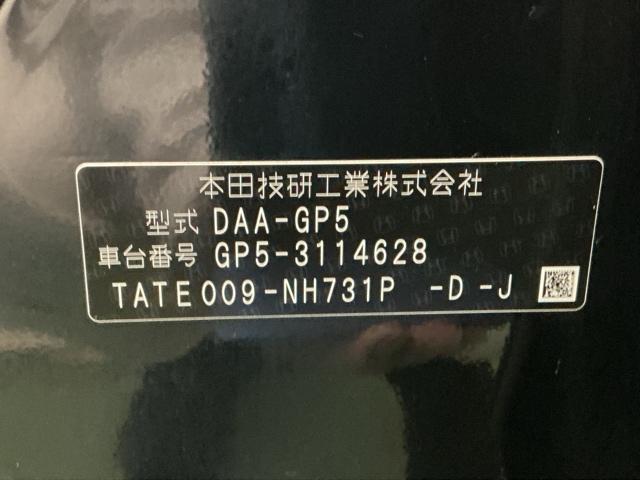 本田技研工業株式会社
型式 DAA-GP5
車台番号 GP5-3114628
TATE009-NH731P -D-J